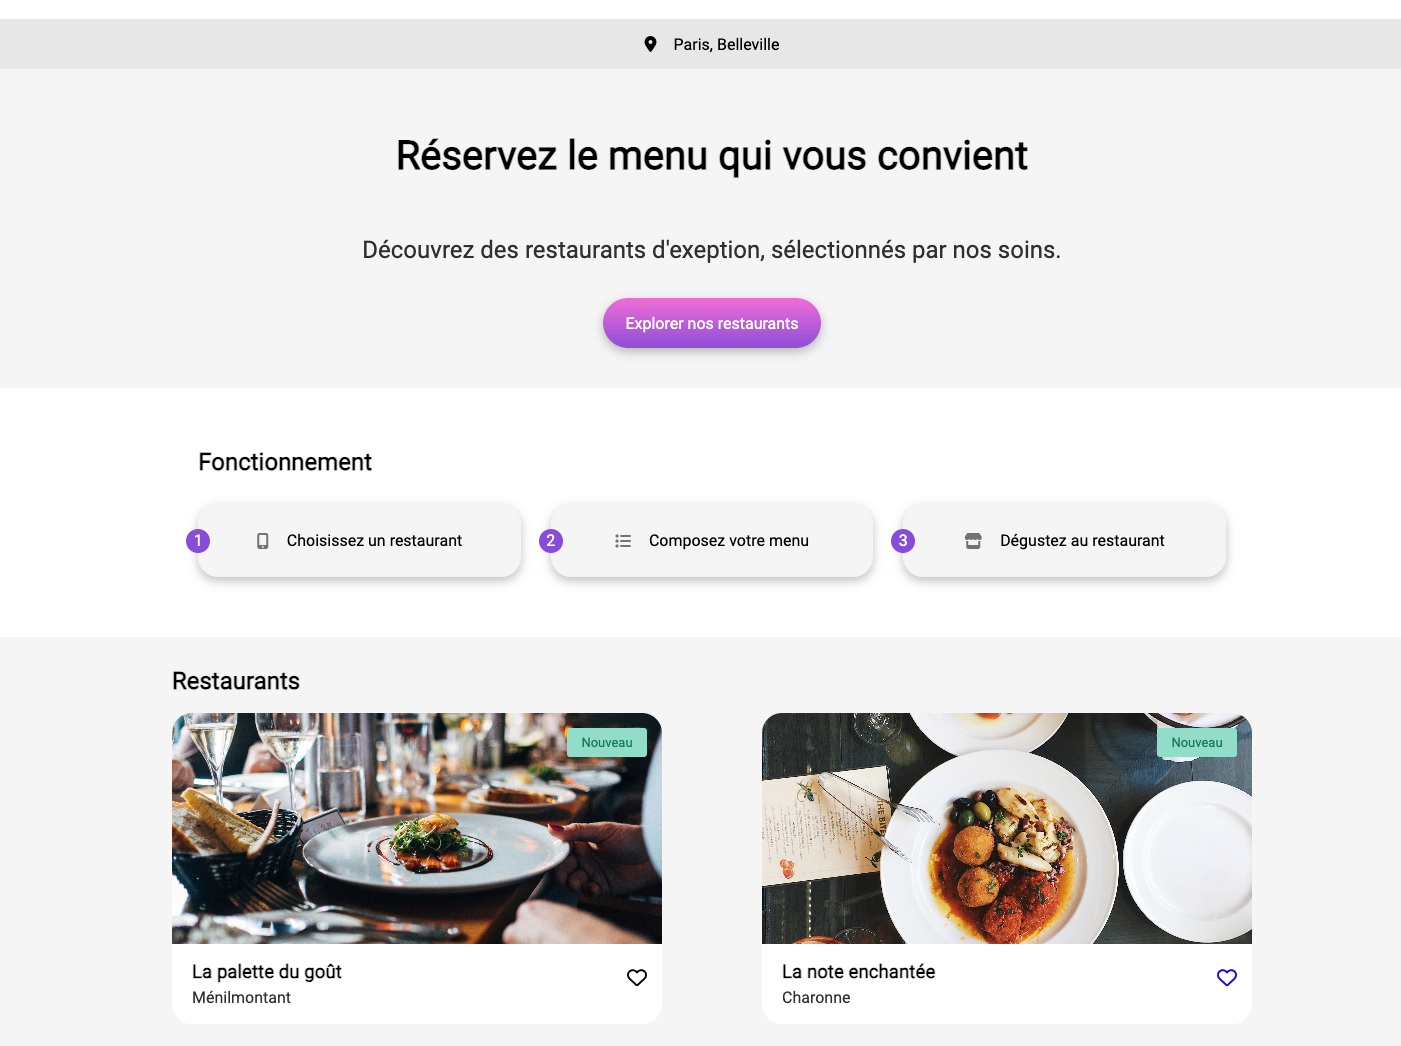 Paris, Belleville
Réservez le menu qui vous convient
Découvrez des restaurants d'exeption, sélectionnés par nos soins.
Explorer nos restaurants
Fonctionnement
1 Choisissez un restaurant
2 Composez votre menu
3 Dégustez au restaurant
Restaurants
Nouveau
La palette du goût
Ménilmontant
Nouveau
La note enchantée
Charonne